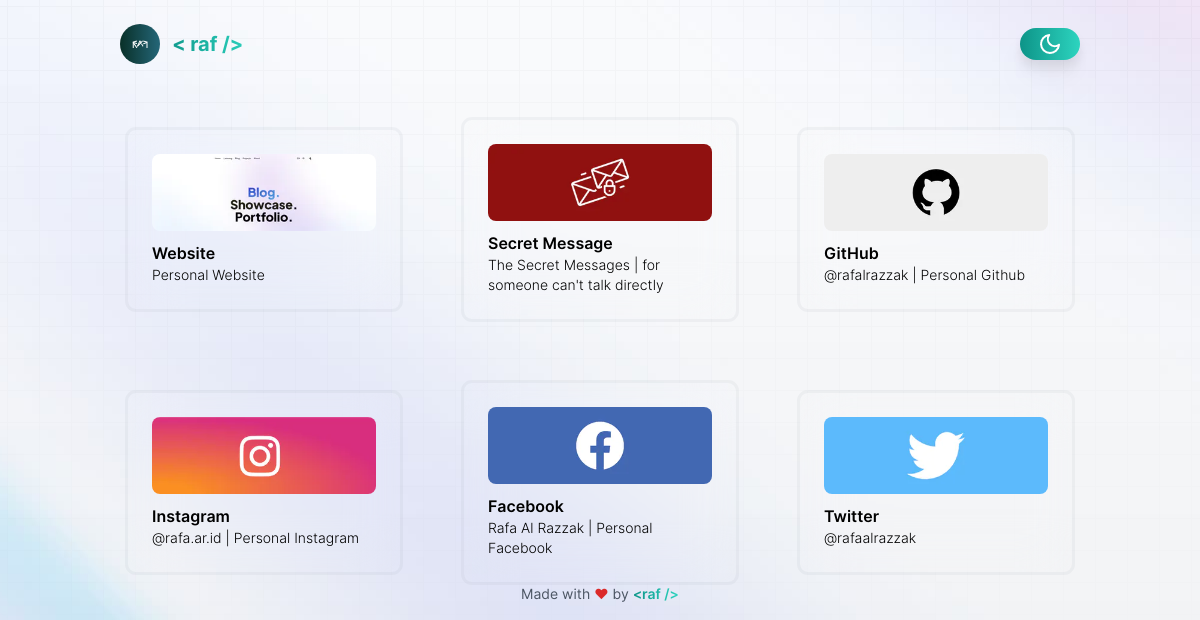 < raf />
Blog.
Showcase.
Portfolio.
Website
Personal Website
Secret Message
The Secret Messages | for
someone can't talk directly
GitHub
@rafalrazzak | Personal Github
Instagram
@rafa.ar.id | Personal Instagram
Facebook
Rafa Al Razzak | Personal
Facebook
Twitter
@rafaalrazzak
Made with ❤ by <raf />